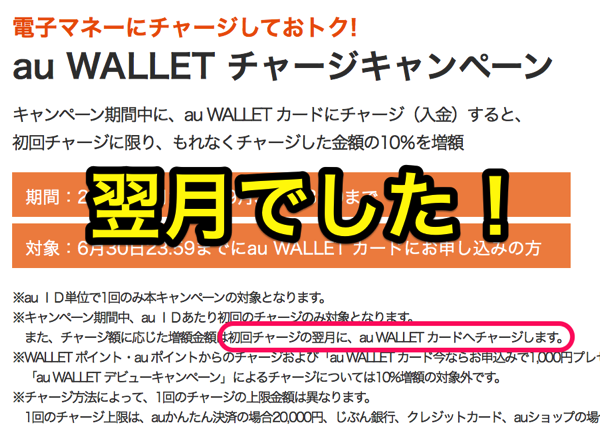 電子マネーにチャージしておトク!
au WALLET チャージキャンペーン
キャンペーン期間中に、au WALLET カードにチャージ（入金）すると、
初回チャージに限り、もれなくチャージした金額の10%を増額
期間：2
まで
翌月でした！
対象：6月30日23:59までにau WALLET カードにお申し込みの方
※au ID単位で1回のみ本キャンペーンの対象となります。
※キャンペーン期間中、au IDあたり初回のチャージのみ対象となります。
また、チャージ額に応じた増額金額は初回チャージの翌月に、au WALLET カードへチャージします。
※WALLET ポイント・au ポイントからのチャージおよび「au WALLET カード今ならお申込みで1,000円プレゼ
「au WALLET デビューキャンペーン」によるチャージについては10%増額の対象外です。
※チャージ方法によって、1回のチャージの上限金額は異なります。
1回のチャージ上限は、auかんたん決済の場合20,000円、じぶん銀行、クレジットカード、auショップの場